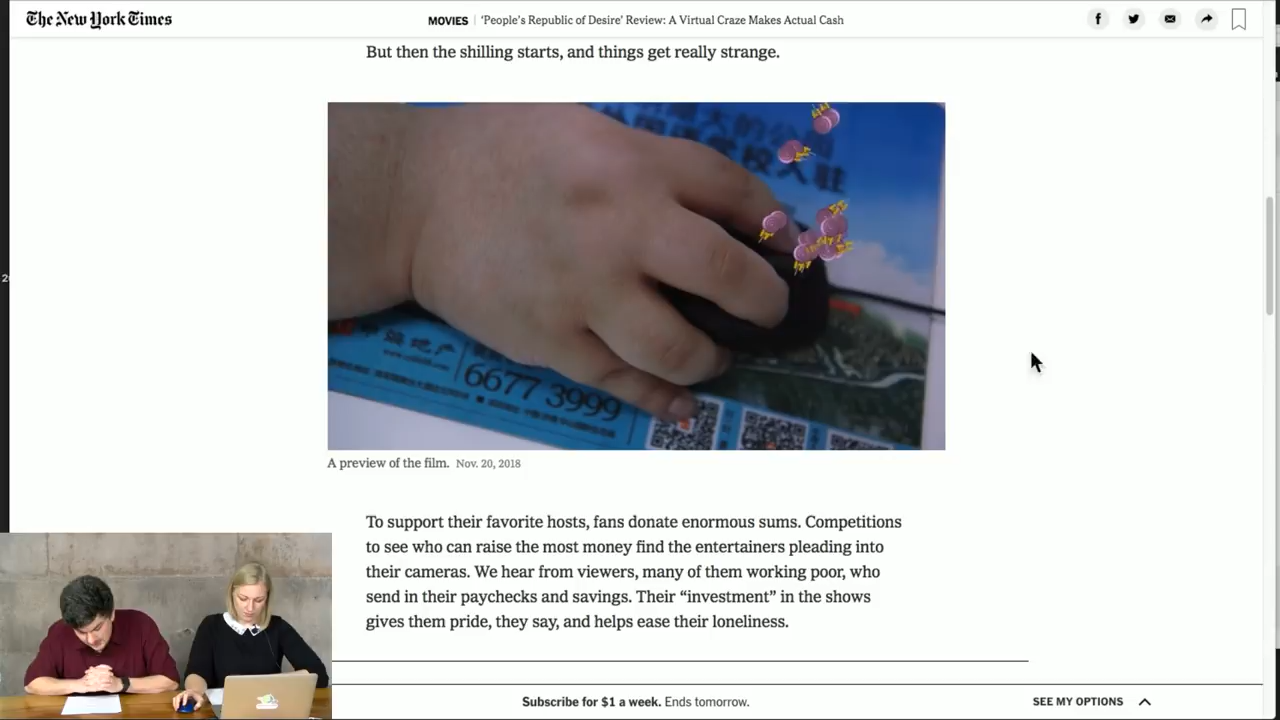 The New York Times
MOVIES | ‘People’s Republic of Desire’ Review: A Virtual Craze Makes Actual Cash
But then the shilling starts, and things get really strange.
学校入驻
6677 3999
A preview of the film. Nov. 20, 2018
To support their favorite hosts, fans donate enormous sums. Competitions
to see who can raise the most money find the entertainers pleading into
their cameras. We hear from viewers, many of them working poor, who
send in their paychecks and savings. Their “investment” in the shows
gives them pride, they say, and helps ease their loneliness.
Subscribe for $1 a week. Ends tomorrow.
SEE MY OPTIONS